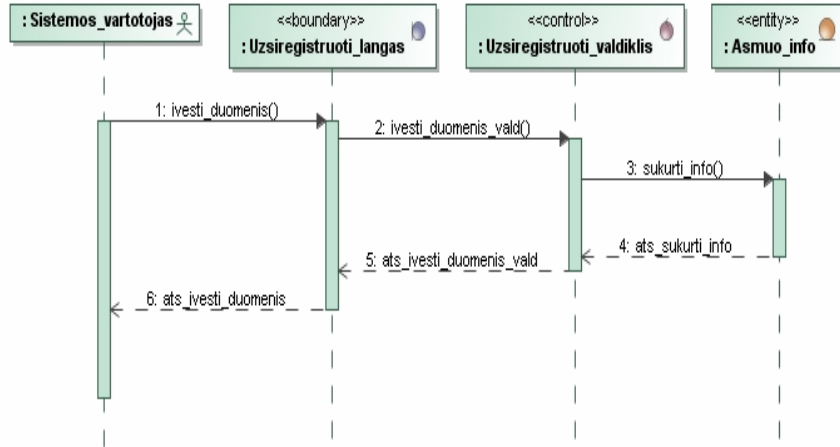 : Sistemos_vartotojas
<<boundary>>
: Uzsiregistruoti_langas
<<control>>
: Uzsiregistruoti_valdiklis
<<entity>>
: Asmuo_info
1: ivesti_duomenis()
2: ivesti_duomenis_vald()
3: sukurti_info()
4: ats_sukurti_info
5: ats_ivesti_duomenis_vald
6: ats_ivesti_duomenis